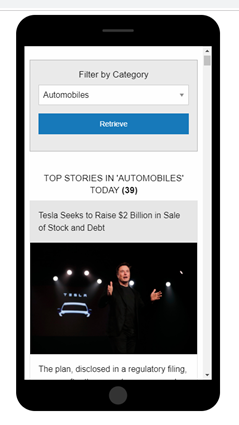 Filter by Category
Automobiles
Retrieve
TOP STORIES IN 'AUTOMOBILES'
TODAY (39)
Tesla Seeks to Raise $2 Billion in Sale
of Stock and Debt
TESLA
The plan, disclosed in a regulatory filing,